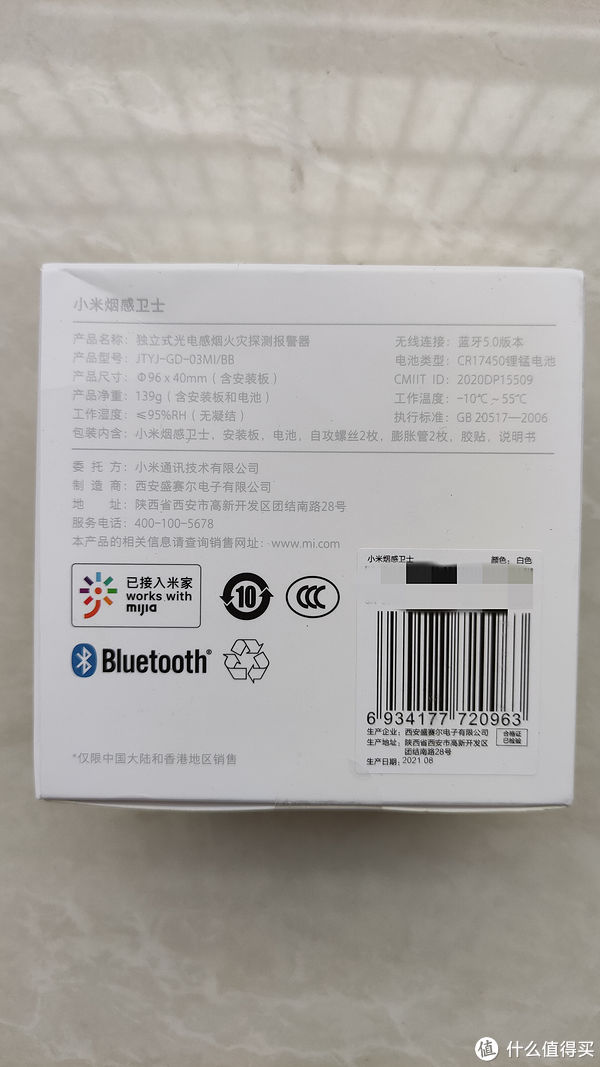 小米烟感卫士
产品名称：独立式光电感烟火灾探测报警器
无线连接：蓝牙5.0版本
产品型号：JTYJ-GD-03MI/BB
电池类型：CR17450锂锰电池
产品尺寸：Φ96 x 40mm（含安装板）
CMIIT ID：2020DP15509
产品净重：139g（含安装板和电池）
工作温度：-10℃ ~ 55℃
工作湿度：≤95%RH（无凝结）
执行标准：GB 20517—2006
包装内含：小米烟感卫士，安装板，电池，自攻螺丝2枚，膨胀管2枚，胶贴，说明书
委 托 方：小米通讯技术有限公司
制 造 商：西安盛赛尔电子有限公司
地 址：陕西省西安市高新开发区团结南路28号
服务电话：400-100-5678
本产品的相关信息请查询销售网址：www.mi.com
已接入米家
works with
mijia
10
CCC
Bluetooth®
*仅限中国大陆和香港地区销售
小米烟感卫士 颜色：白色
6 934177 720963
生产企业：西安盛赛尔电子有限公司
生产地址：陕西省西安市高新开发区
团结南路28号
生产日期：2021.08
合格证
已检验
值 什么值得买